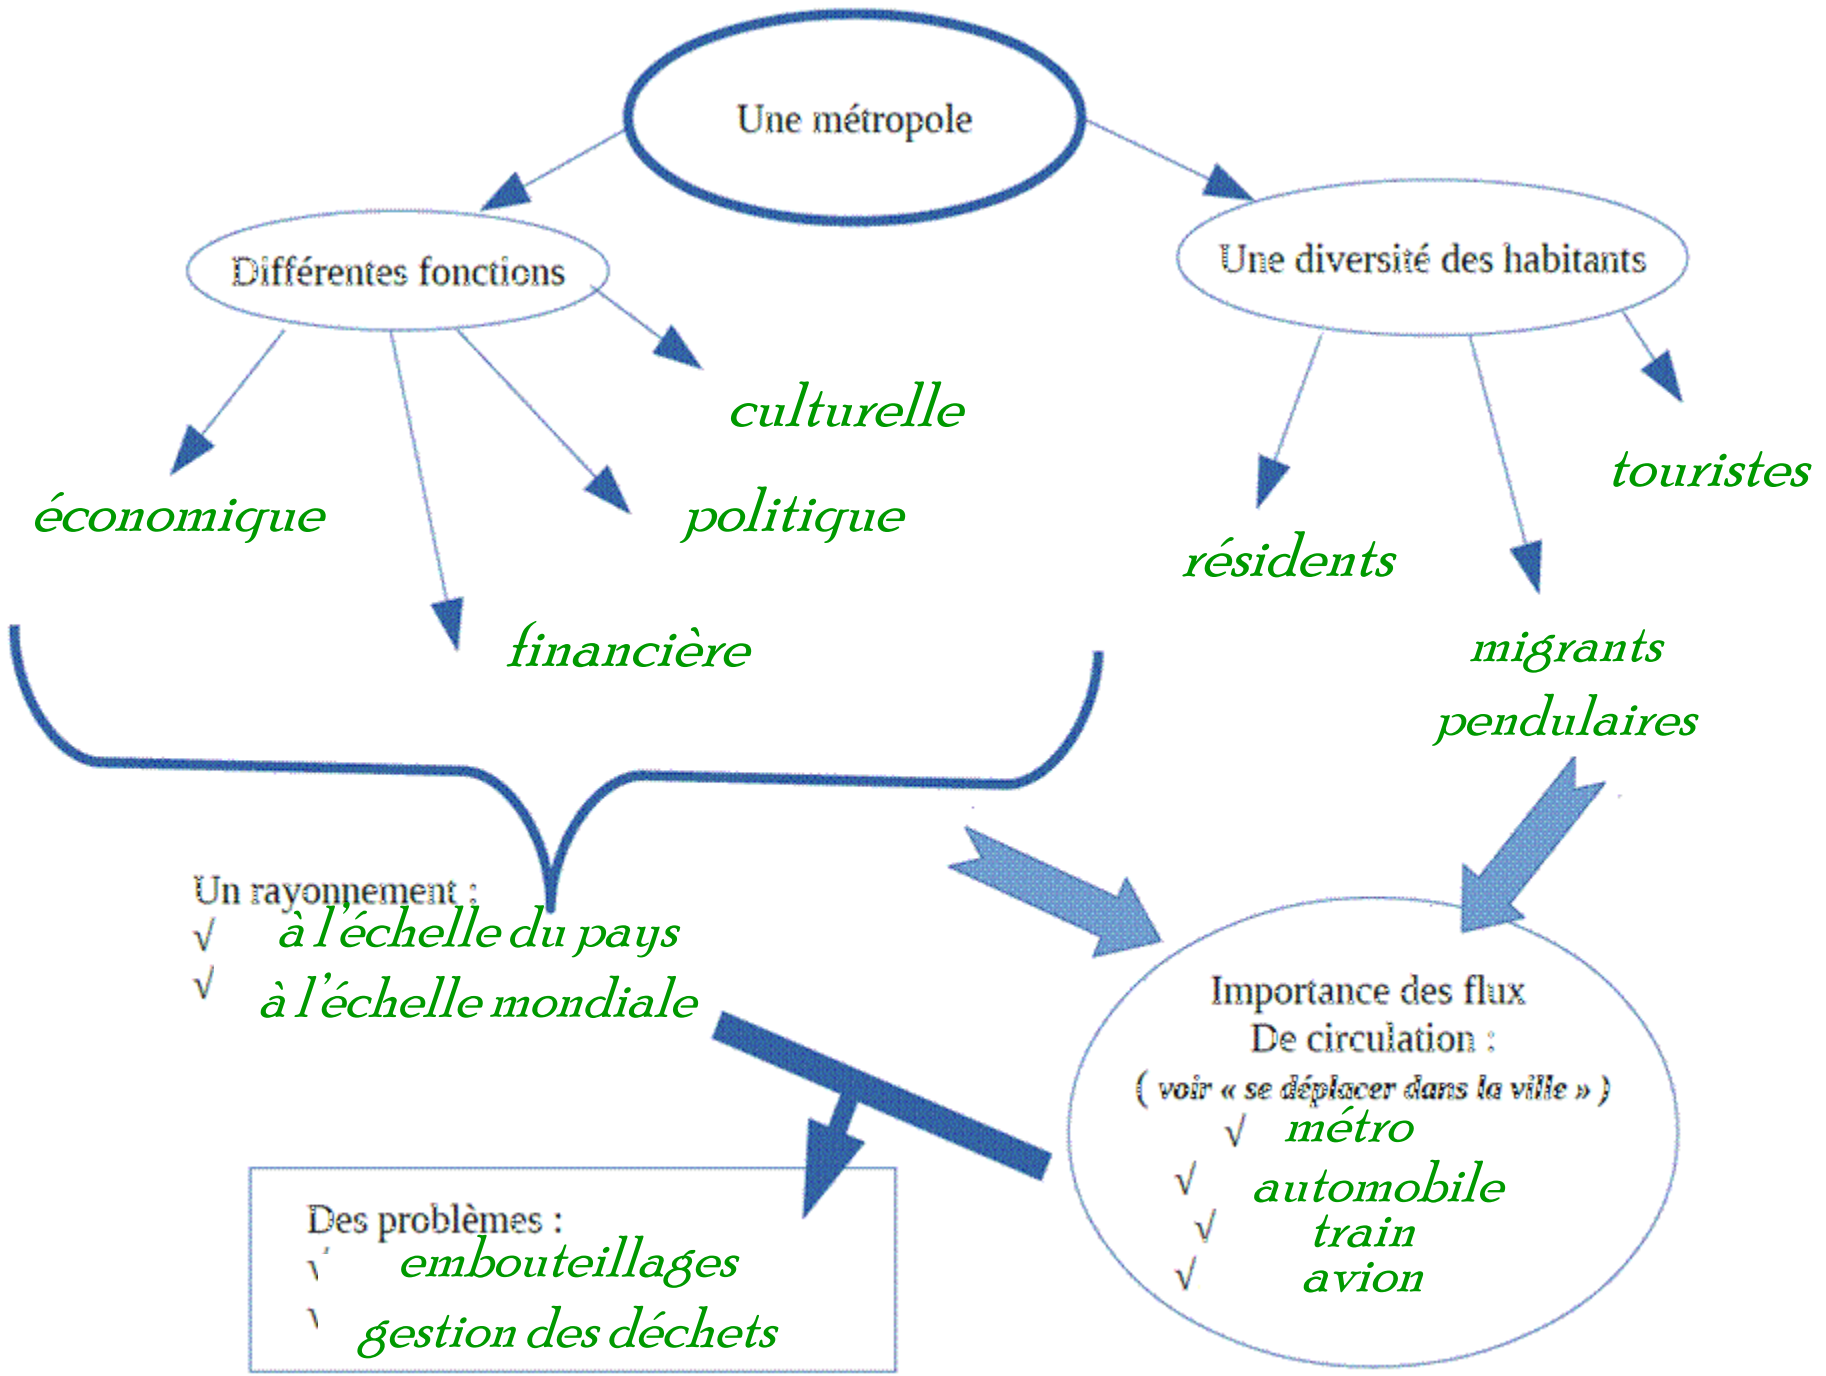 Une métropole
Différentes fonctions
Une diversité des habitants
culturelle
économique
politique
financière
touristes
résidents
migrants
pendulaires
Un rayonnement :
√ à l'échelle du pays
√ à l'échelle mondiale
Importance des flux
De circulation :
( voir « se déplacer dans la ville » )
√ métro
√ automobile
√ train
√ avion
Des problèmes :
√ embouteillages
√ gestion des déchets